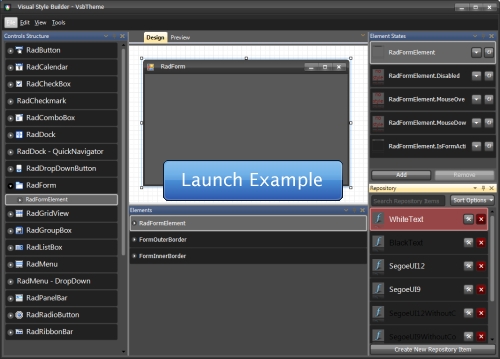 Visual Style Builder - VsbTheme
Edit View Tools
Controls Structure
RadButton
RadCalendar
RadCheckBox
RadCheckmark
RadComboBox
RadDock
RadDock - QuickNavigator
RadDropDownButton
RadForm
RadFormElement
RadGridView
RadGroupBox
RadListBox
RadMenu
RadMenu - DropDown
RadPanelBar
RadRadioButton
RadRibbonBar
Design Preview
RadForm
Launch Example
Elements
RadFormElement
FormOuterBorder
FormInnerBorder
Element States
RadFormElement
RadFormElement.Disabled
RadFormElement.MouseOve
RadFormElement.MouseDow
RadFormElement.IsFormActi
Add Remove
Repository
Search Repository Items Sort Options
WhiteText
BlackText
SegoeUI12
SegoeUI9
SegoeUI12WithoutC
SegoeUI9WithoutCo
Create New Repository Item